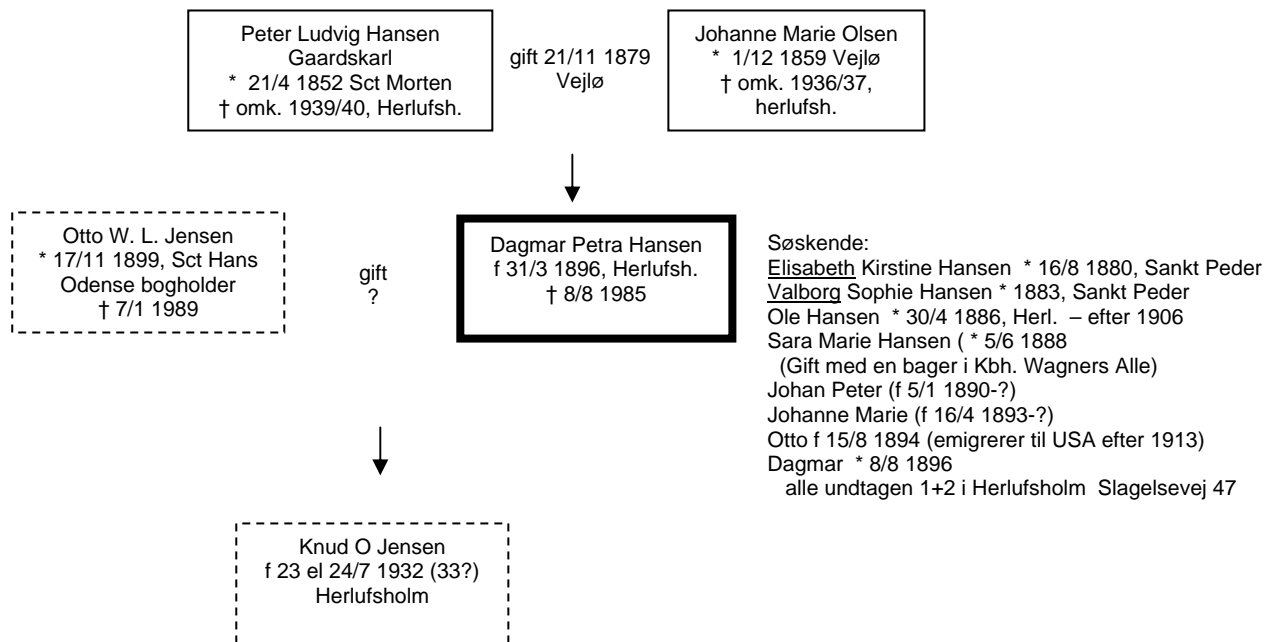 Peter Ludvig Hansen
Gaardskarl
* 21/4 1852 Sct Morten
† omk. 1939/40, Herlufsh.
gift 21/11 1879
Vejlø
Johanne Marie Olsen
* 1/12 1859 Vejlø
† omk. 1936/37,
herlufsh.
Otto W. L. Jensen
* 17/11 1899, Sct Hans
Odense bogholder
† 7/1 1989
gift
?
Dagmar Petra Hansen
f 31/3 1896, Herlufsh.
† 8/8 1985
Søskende:
Elisabeth Kirstine Hansen * 16/8 1880, Sankt Peder
Valborg Sophie Hansen * 1883, Sankt Peder
Ole Hansen * 30/4 1886, Herl. – efter 1906
Sara Marie Hansen ( * 5/6 1888
(Gift med en bager i Kbh. Wagners Alle)
Johan Peter (f 5/1 1890-?)
Johanne Marie (f 16/4 1893-?)
Otto f 15/8 1894 (emigrerer til USA efter 1913)
Dagmar * 8/8 1896
alle undtagen 1+2 i Herlufsholm Slagelsevej 47
Knud O Jensen
f 23 el 24/7 1932 (33?)
Herlufsholm